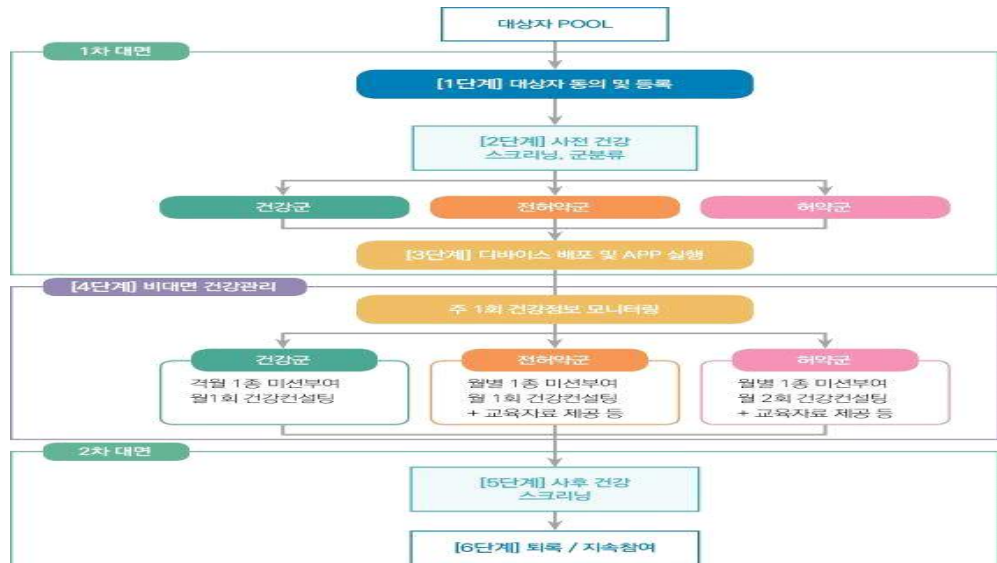 대상자 POOL
1차 대면
[1단계] 대상자 동의 및 등록
[2단계] 사전 건강
스크리닝, 군분류
건강군
전허약군
허약군
[3단계] 디바이스 배포 및 APP 실행
[4단계] 비대면 건강관리
주 1회 건강정보 모니터링
건강군
전허약군
허약군
격월 1종 미션부여
월1회 건강컨설팅
월별 1종 미션부여
월 1회 건강컨설팅
+ 교육자료 제공 등
월별 1종 미션부여
월 2회 건강컨설팅
+ 교육자료 제공 등
2차 대면
[5단계] 사후 건강
스크리닝
[6단계] 퇴록 / 지속참여